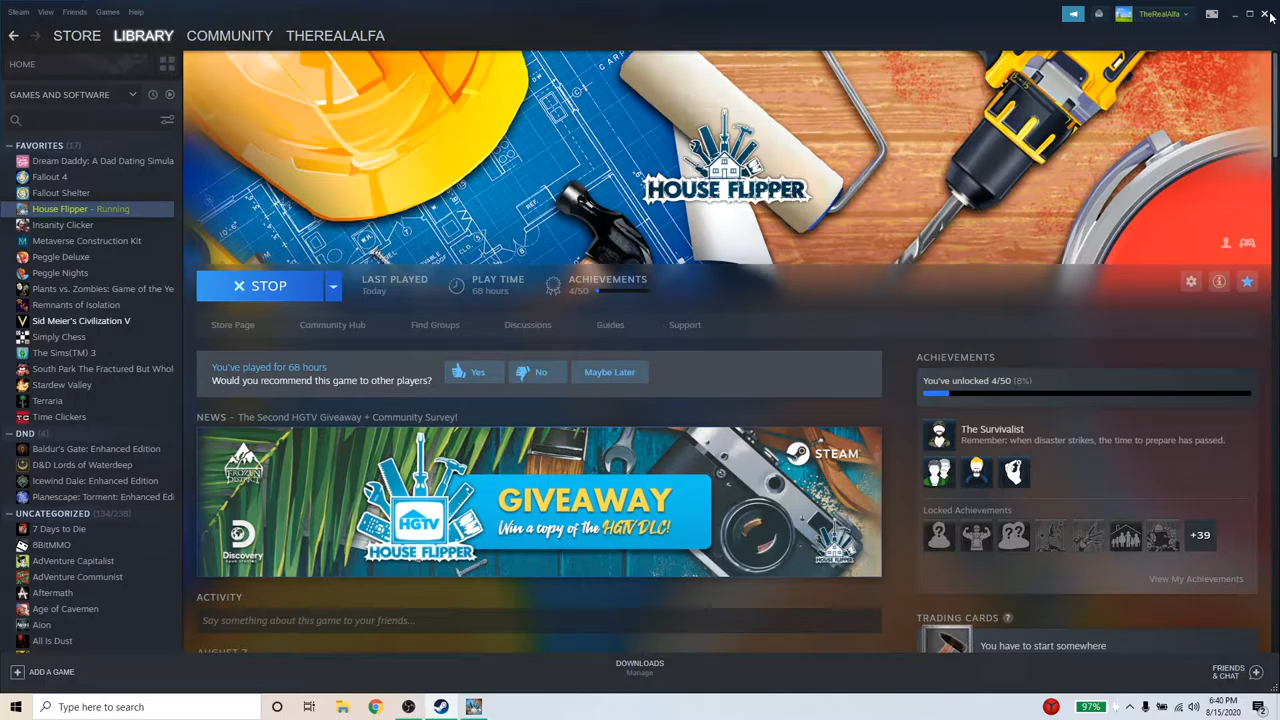 Steam View Friends Games Help
TheRealAlfa
STORE LIBRARY COMMUNITY THEREALALFA
HOME
GAMES AND SOFTWARE
FAVORITES (17)
Dream Daddy: A Dad Dating Simula
Fallout 4
Fallout Shelter
House Flipper - Running
Insanity Clicker
Metaverse Construction Kit
Peggle Deluxe
Peggle Nights
Plants vs. Zombies: Game of the Ye
Remnants of Isolation
Sid Meier's Civilization V
Simply Chess
The Sims(TM) 3
South Park The Fractured But Whol
Stardew Valley
Terraria
Time Clickers
DND (4)
Baldur's Gate: Enhanced Edition
D&D Lords of Waterdeep
Icewind Dale: Enhanced Edition
Planescape: Torment: Enhanced Edi
UNCATEGORIZED (134/238)
7 Days to Die
8BitMMO
AdVenture Capitalist
AdVenture Communist
Aftermath
Age of Cavemen
Aion
All Is Dust
ADD A GAME
HOUSE FLIPPER
STOP
LAST PLAYED
Today
PLAY TIME
68 hours
ACHIEVEMENTS
4/50
Store Page Community Hub Find Groups Discussions Guides Support
You've played for 68 hours
Would you recommend this game to other players?
Yes No Maybe Later
NEWS - The Second HGTV Giveaway + Community Survey!
FROZEN DISTRICT
Discovery
HGTV
HOUSE FLIPPER
GIVEAWAY
Win a copy of the HGTV DLC!
STEAM
ACTIVITY
Say something about this game to your friends...
AUGUST 7
ACHIEVEMENTS
You've unlocked 4/50 (8%)
The Survivalist
Remember: when disaster strikes, the time to prepare has passed.
Locked Achievements
+39
View My Achievements
TRADING CARDS
You have to start somewhere
DOWNLOADS
Manage
FRIENDS
& CHAT
Type here to search
97%
6:40 PM
8/15/2020
2